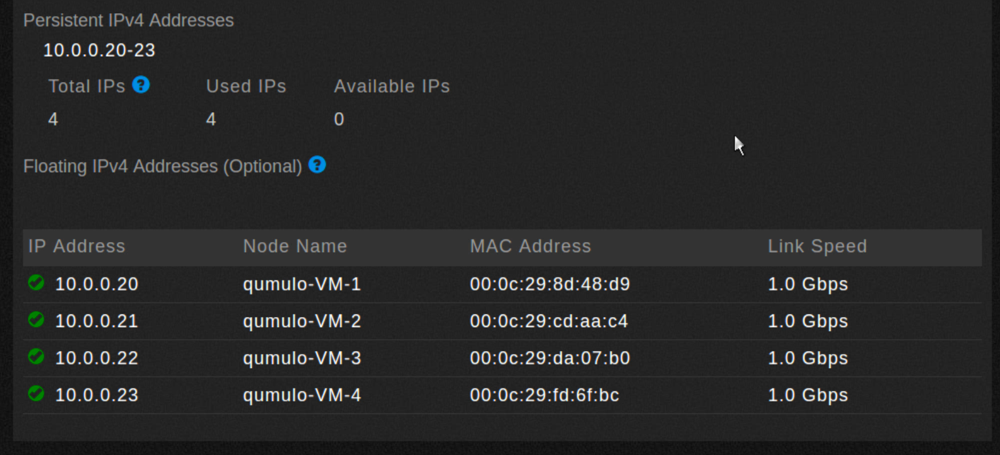 Persistent IPv4 Addresses
10.0.0.20-23
Total IPs ? Used IPs Available IPs
4 4 0
Floating IPv4 Addresses (Optional) ?
IP Address Node Name MAC Address Link Speed
10.0.0.20 qumulo-VM-1 00:0c:29:8d:48:d9 1.0 Gbps
10.0.0.21 qumulo-VM-2 00:0c:29:cd:aa:c4 1.0 Gbps
10.0.0.22 qumulo-VM-3 00:0c:29:da:07:b0 1.0 Gbps
10.0.0.23 qumulo-VM-4 00:0c:29:fd:6f:bc 1.0 Gbps